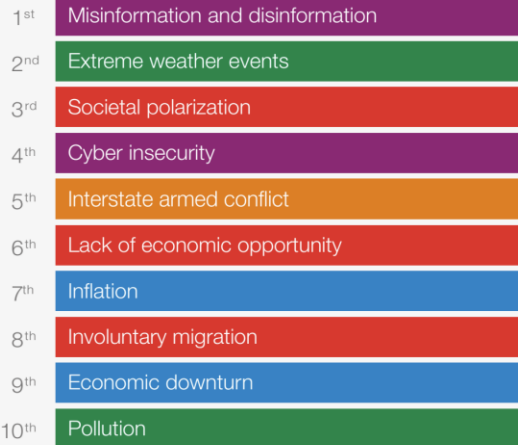 1st Misinformation and disinformation
2nd Extreme weather events
3rd Societal polarization
4th Cyber insecurity
5th Interstate armed conflict
6th Lack of economic opportunity
7th Inflation
8th Involuntary migration
9th Economic downturn
10th Pollution